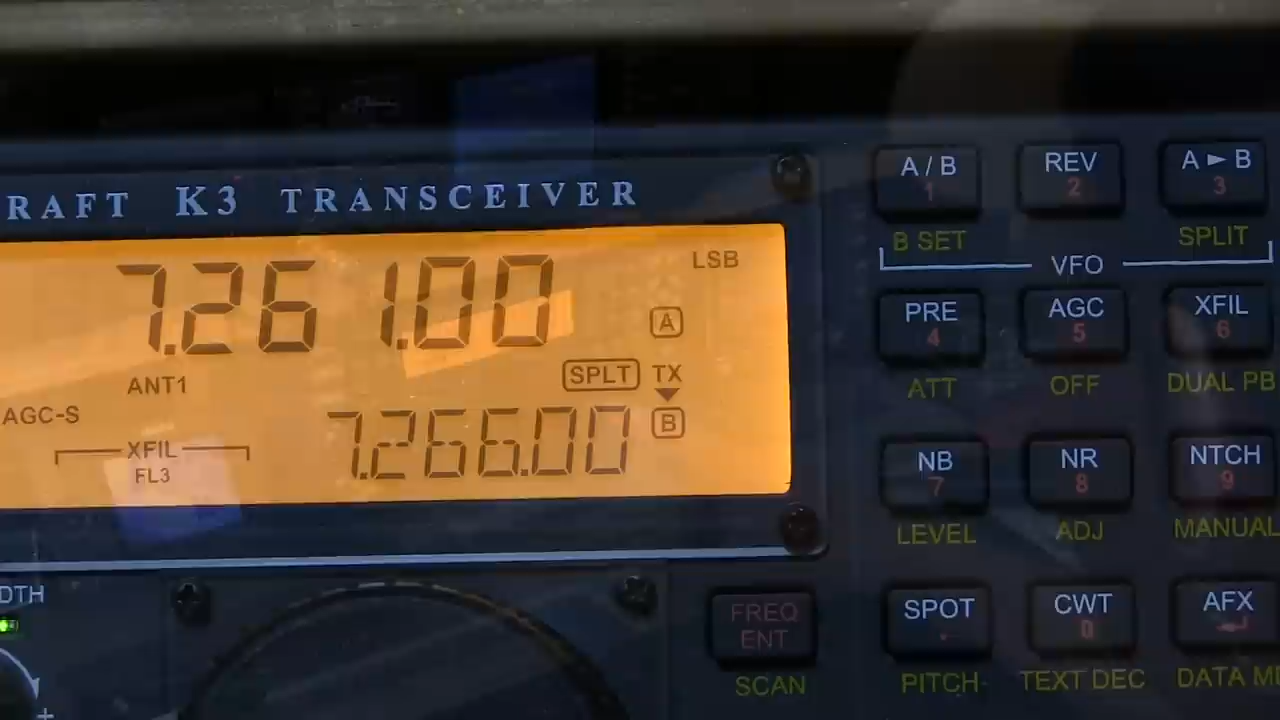 RAFT K3 TRANSCEIVER
7.261.00
LSB
A
ANT1
SPLT TX
AGC-S
7.266.00
B
XFIL
FL3
A / B
1
REV
2
A ► B
3
B SET
SPLIT
VFO
PRE
4
AGC
5
XFIL
6
ATT
OFF
DUAL PB
NB
7
NR
8
NTCH
9
LEVEL
ADJ
MANUAL
DTH
+
FREQ
ENT
SCAN
SPOT
.
CWT
0
AFX
PITCH
TEXT DEC
DATA M